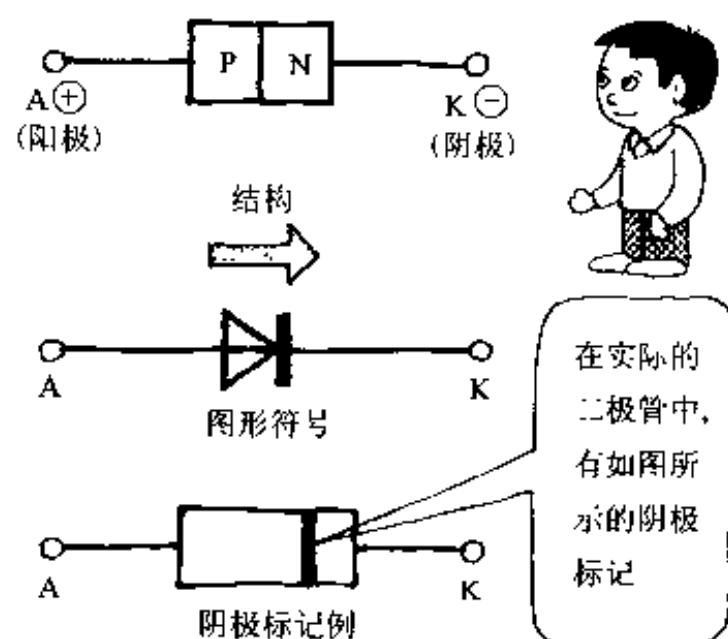 P N
A⊕ K⊖
(阳极) (阴极)
结构
A K
图形符号
A K
阴极标记例
在实际的
二极管中,
有如图所
示的阴极
标记